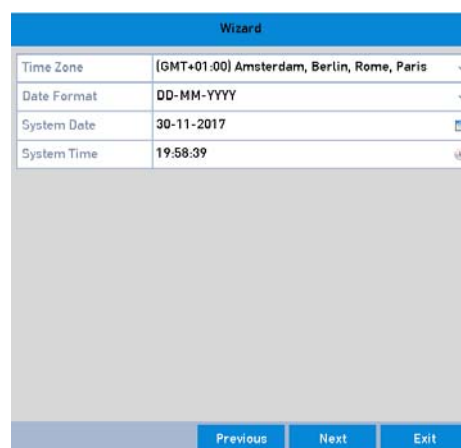 Wizard
Time Zone (GMT+01:00) Amsterdam, Berlin, Rome, Paris
Date Format DD-MM-YYYY
System Date 30-11-2017
System Time 19:58:39
Previous Next Exit